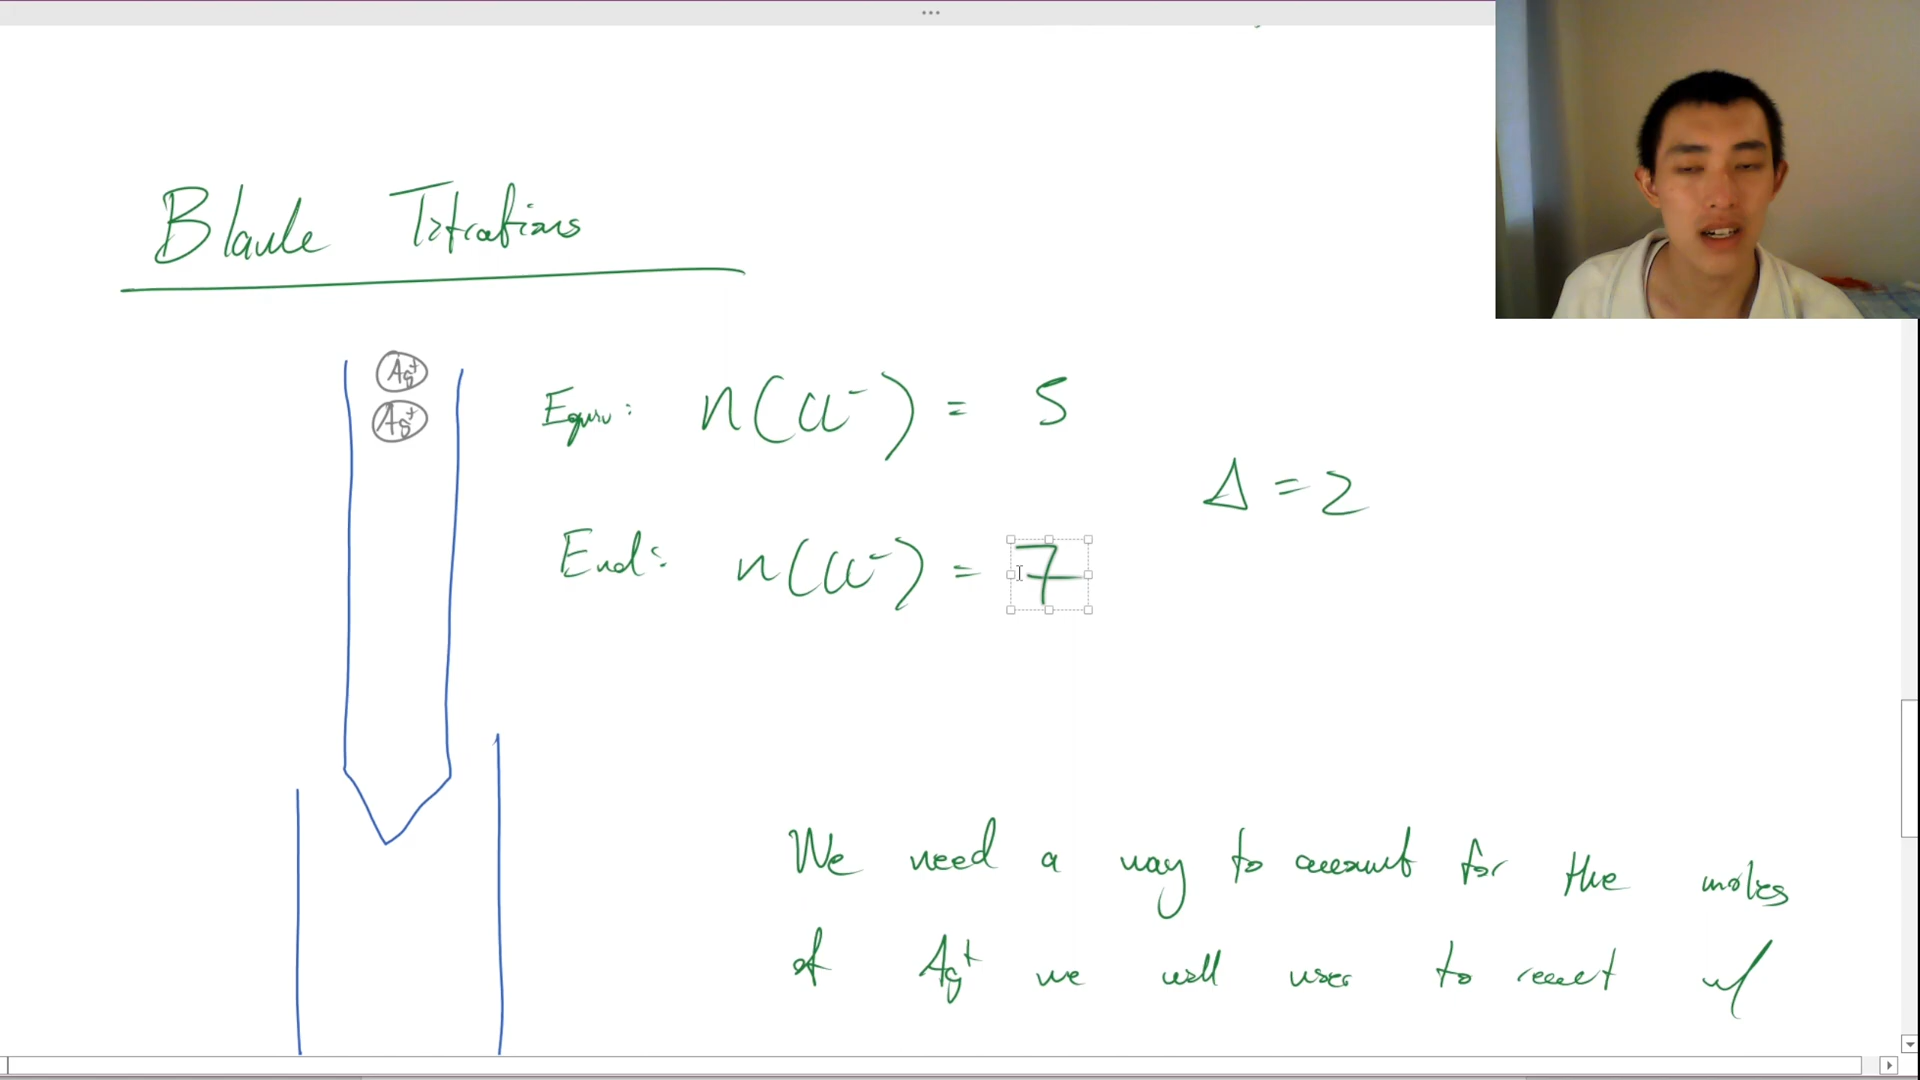 Blank Titrations
Ag+
Ag+
Equiv: n(Cl⁻) = 5
Δ = 2
End: n(Cl⁻) = 7
We need a way to account for the moles
of Ag+ we will user to react w/